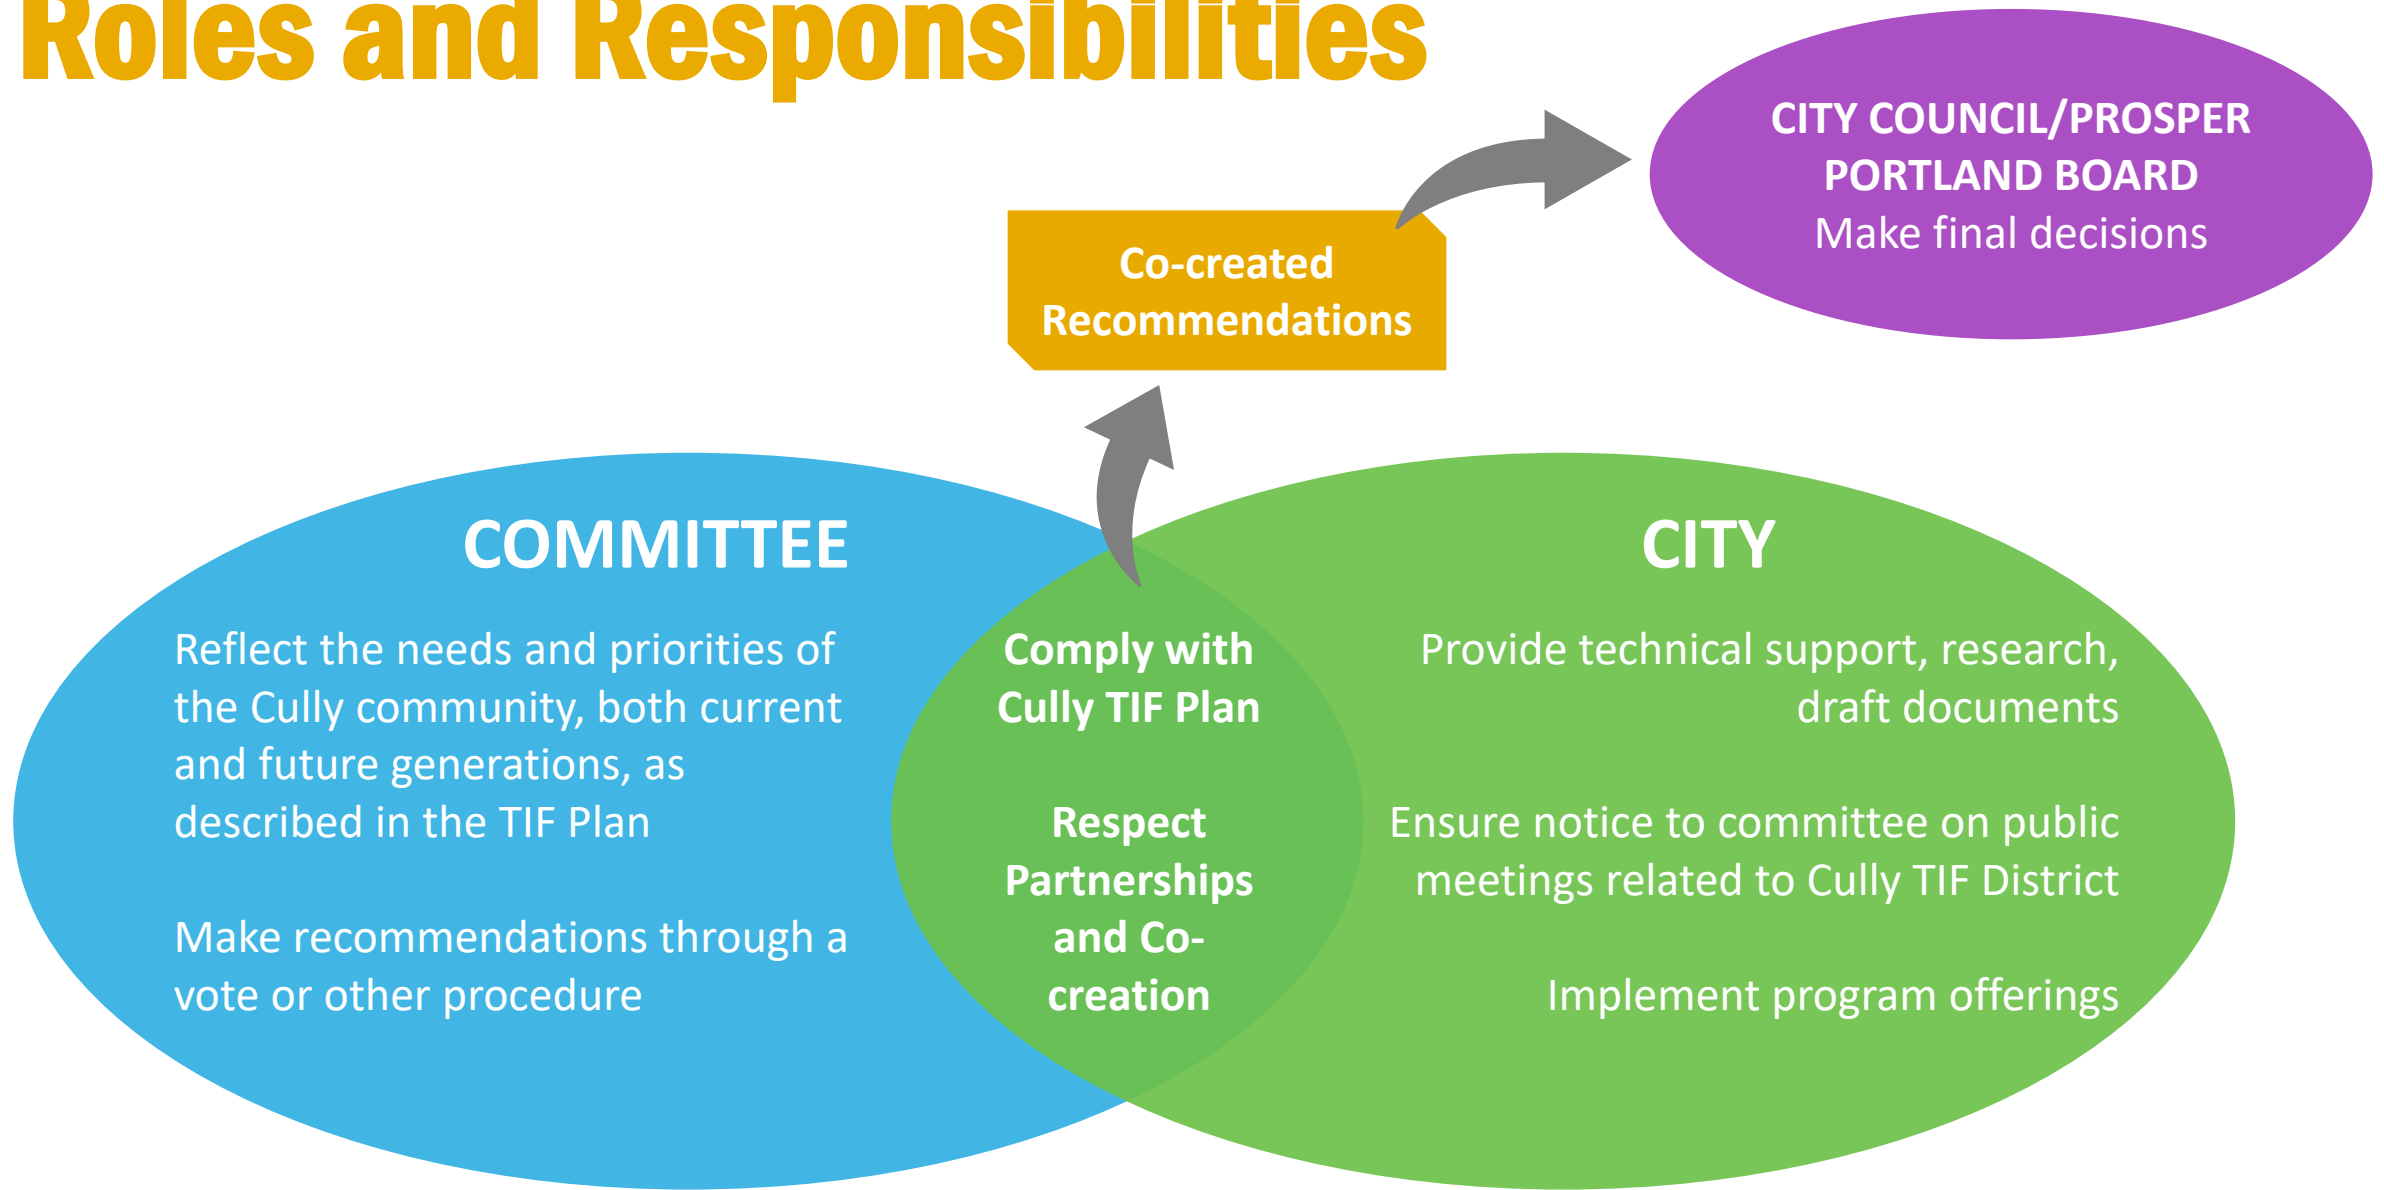 Roles and Responsibilities
CITY COUNCIL/PROSPER
PORTLAND BOARD
Make final decisions
Co-created
Recommendations
COMMITTEE
Reflect the needs and priorities of
the Cully community, both current
and future generations, as
described in the TIF Plan
Make recommendations through a
vote or other procedure
Comply with
Cully TIF Plan
Respect
Partnerships
and Co-
creation
CITY
Provide technical support, research,
draft documents
Ensure notice to committee on public
meetings related to Cully TIF District
Implement program offerings